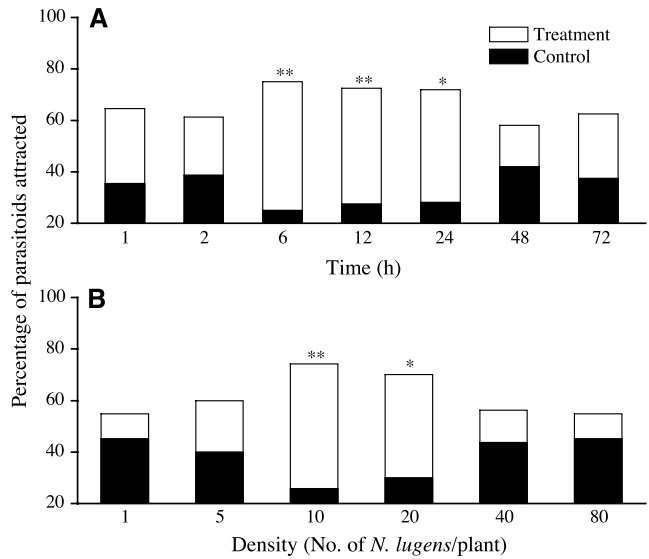 A
Treatment
Control
100
80
60
40
20
** ** *
1 2 6 12 24 48 72
Time (h)
Percentage of parasitoids attracted
B
100
80
60
40
20
** *
1 5 10 20 40 80
Density (No. of N. lugens/plant)